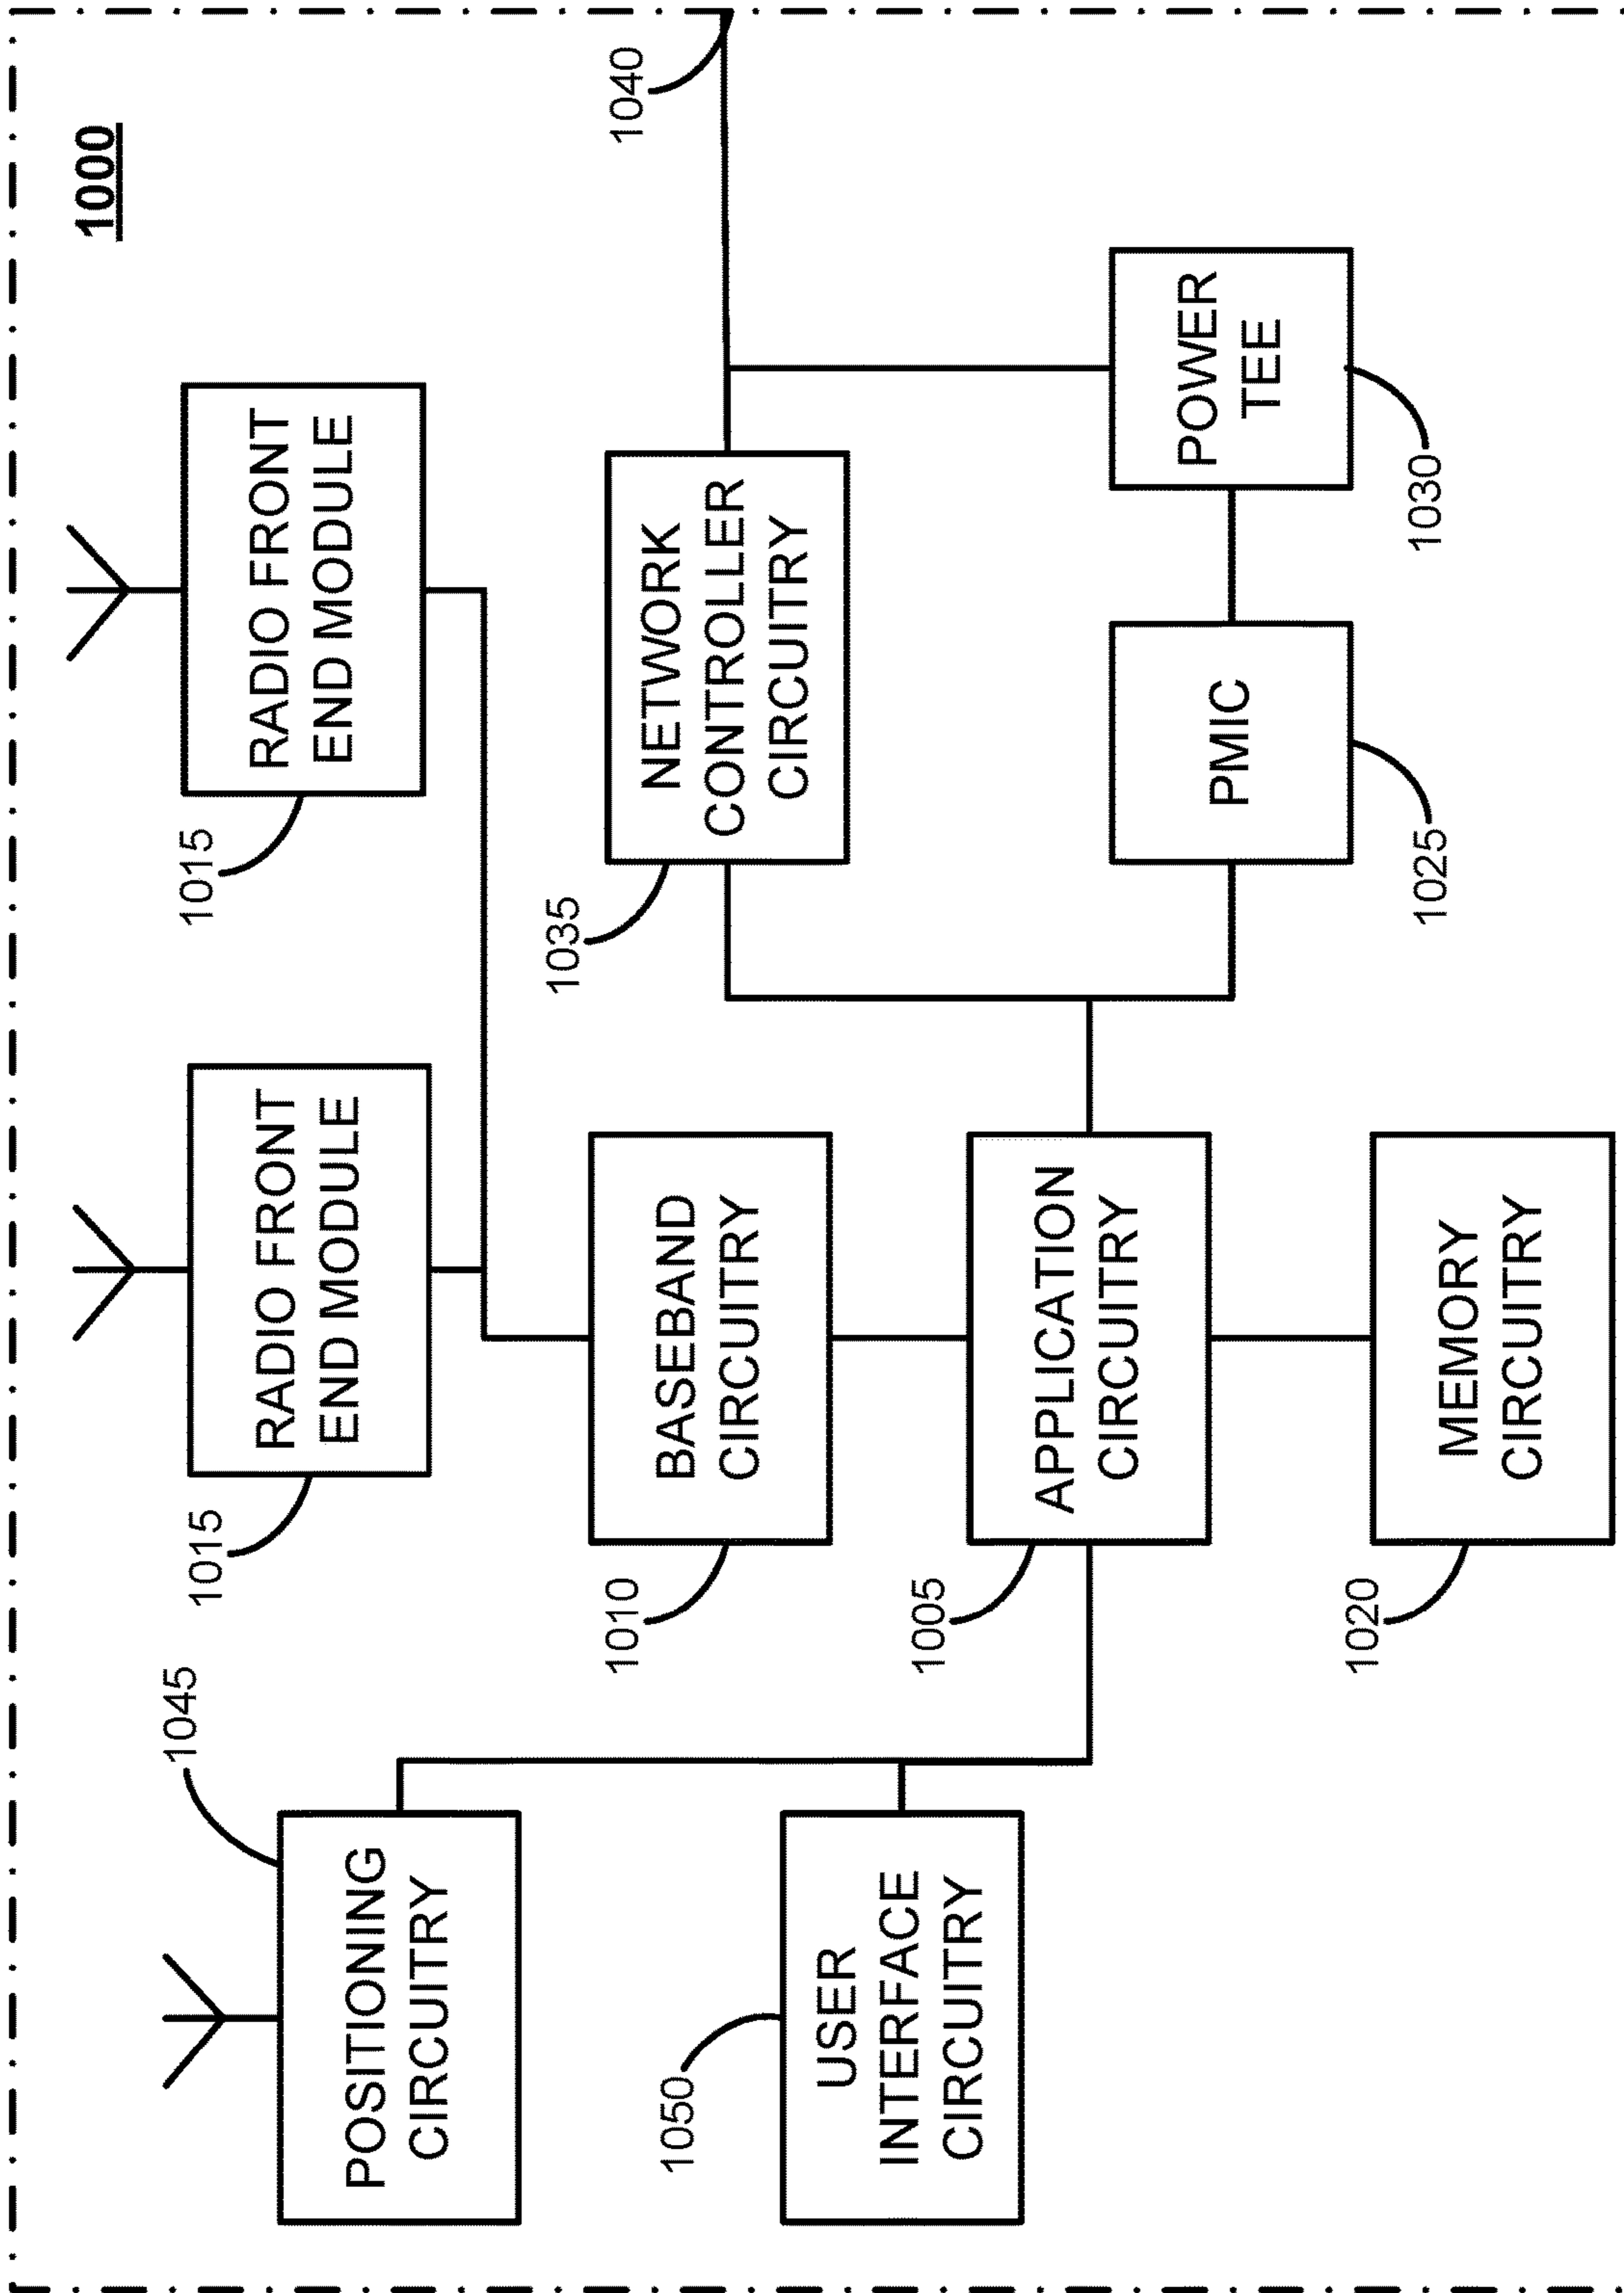 1000
1045
1015
1015
1040
POSITIONING
CIRCUITRY
RADIO FRONT
END MODULE
RADIO FRONT
END MODULE
1050
1010
1035
USER
INTERFACE
CIRCUITRY
BASEBAND
CIRCUITRY
NETWORK
CONTROLLER
CIRCUITRY
1005
APPLICATION
CIRCUITRY
PMIC
POWER
TEE
1020
1025
1030
MEMORY
CIRCUITRY